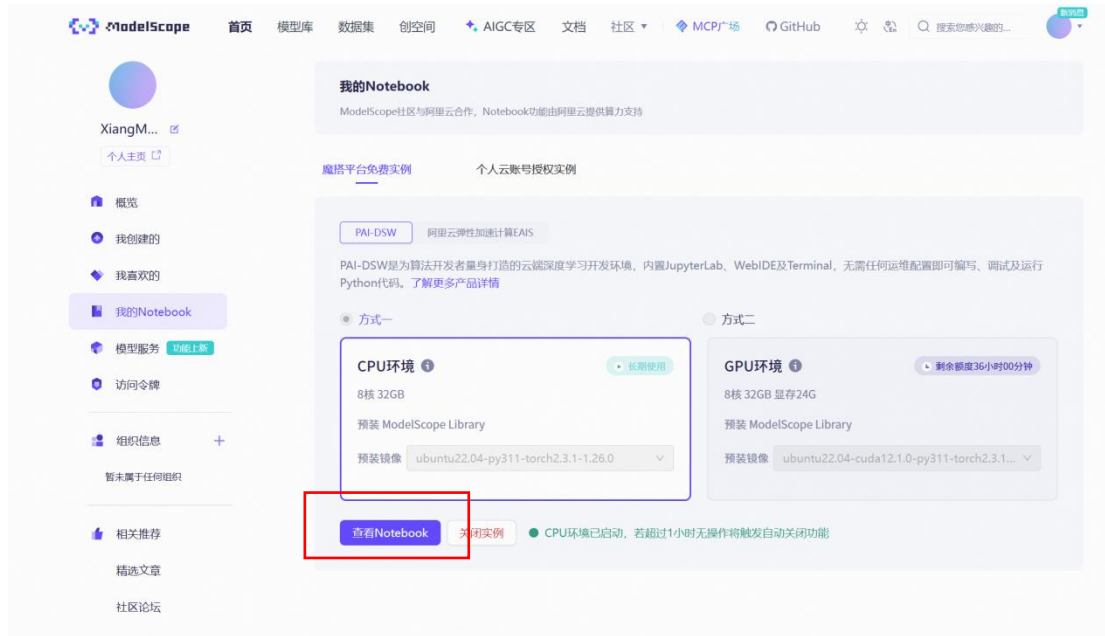 ModelScope 首页 模型库 数据集 创空间 AIGC专区 文档 社区 MCP广场 GitHub 搜索您感兴趣的... 新消息
XiangM...
个人主页
概览
我创建的
我喜欢的
我的Notebook
模型服务 功能上新
访问令牌
组织信息 +
暂未属于任何组织
相关推荐
精选文章
社区论坛
我的Notebook
ModelScope社区与阿里云合作，Notebook功能由阿里云提供算力支持
魔搭平台免费实例 个人云账号授权实例
PAI-DSW 阿里云弹性加速计算EAIS
PAI-DSW是为算法开发者量身打造的云端深度学习开发环境，内置JupyterLab、WebIDE及Terminal，无需任何运维配置即可编写、调试及运行
Python代码。了解更多产品详情
方式一
CPU环境 长期使用
8核 32GB
预装 ModelScope Library
预装镜像 ubuntu22.04-py311-torch2.3.1-1.26.0
方式二
GPU环境 剩余额度36小时00分钟
8核 32GB 显存24G
预装 ModelScope Library
预装镜像 ubuntu22.04-cuda12.1.0-py311-torch2.3.1...
查看Notebook 关闭实例 CPU环境已启动，若超过1小时无操作将触发自动关闭功能